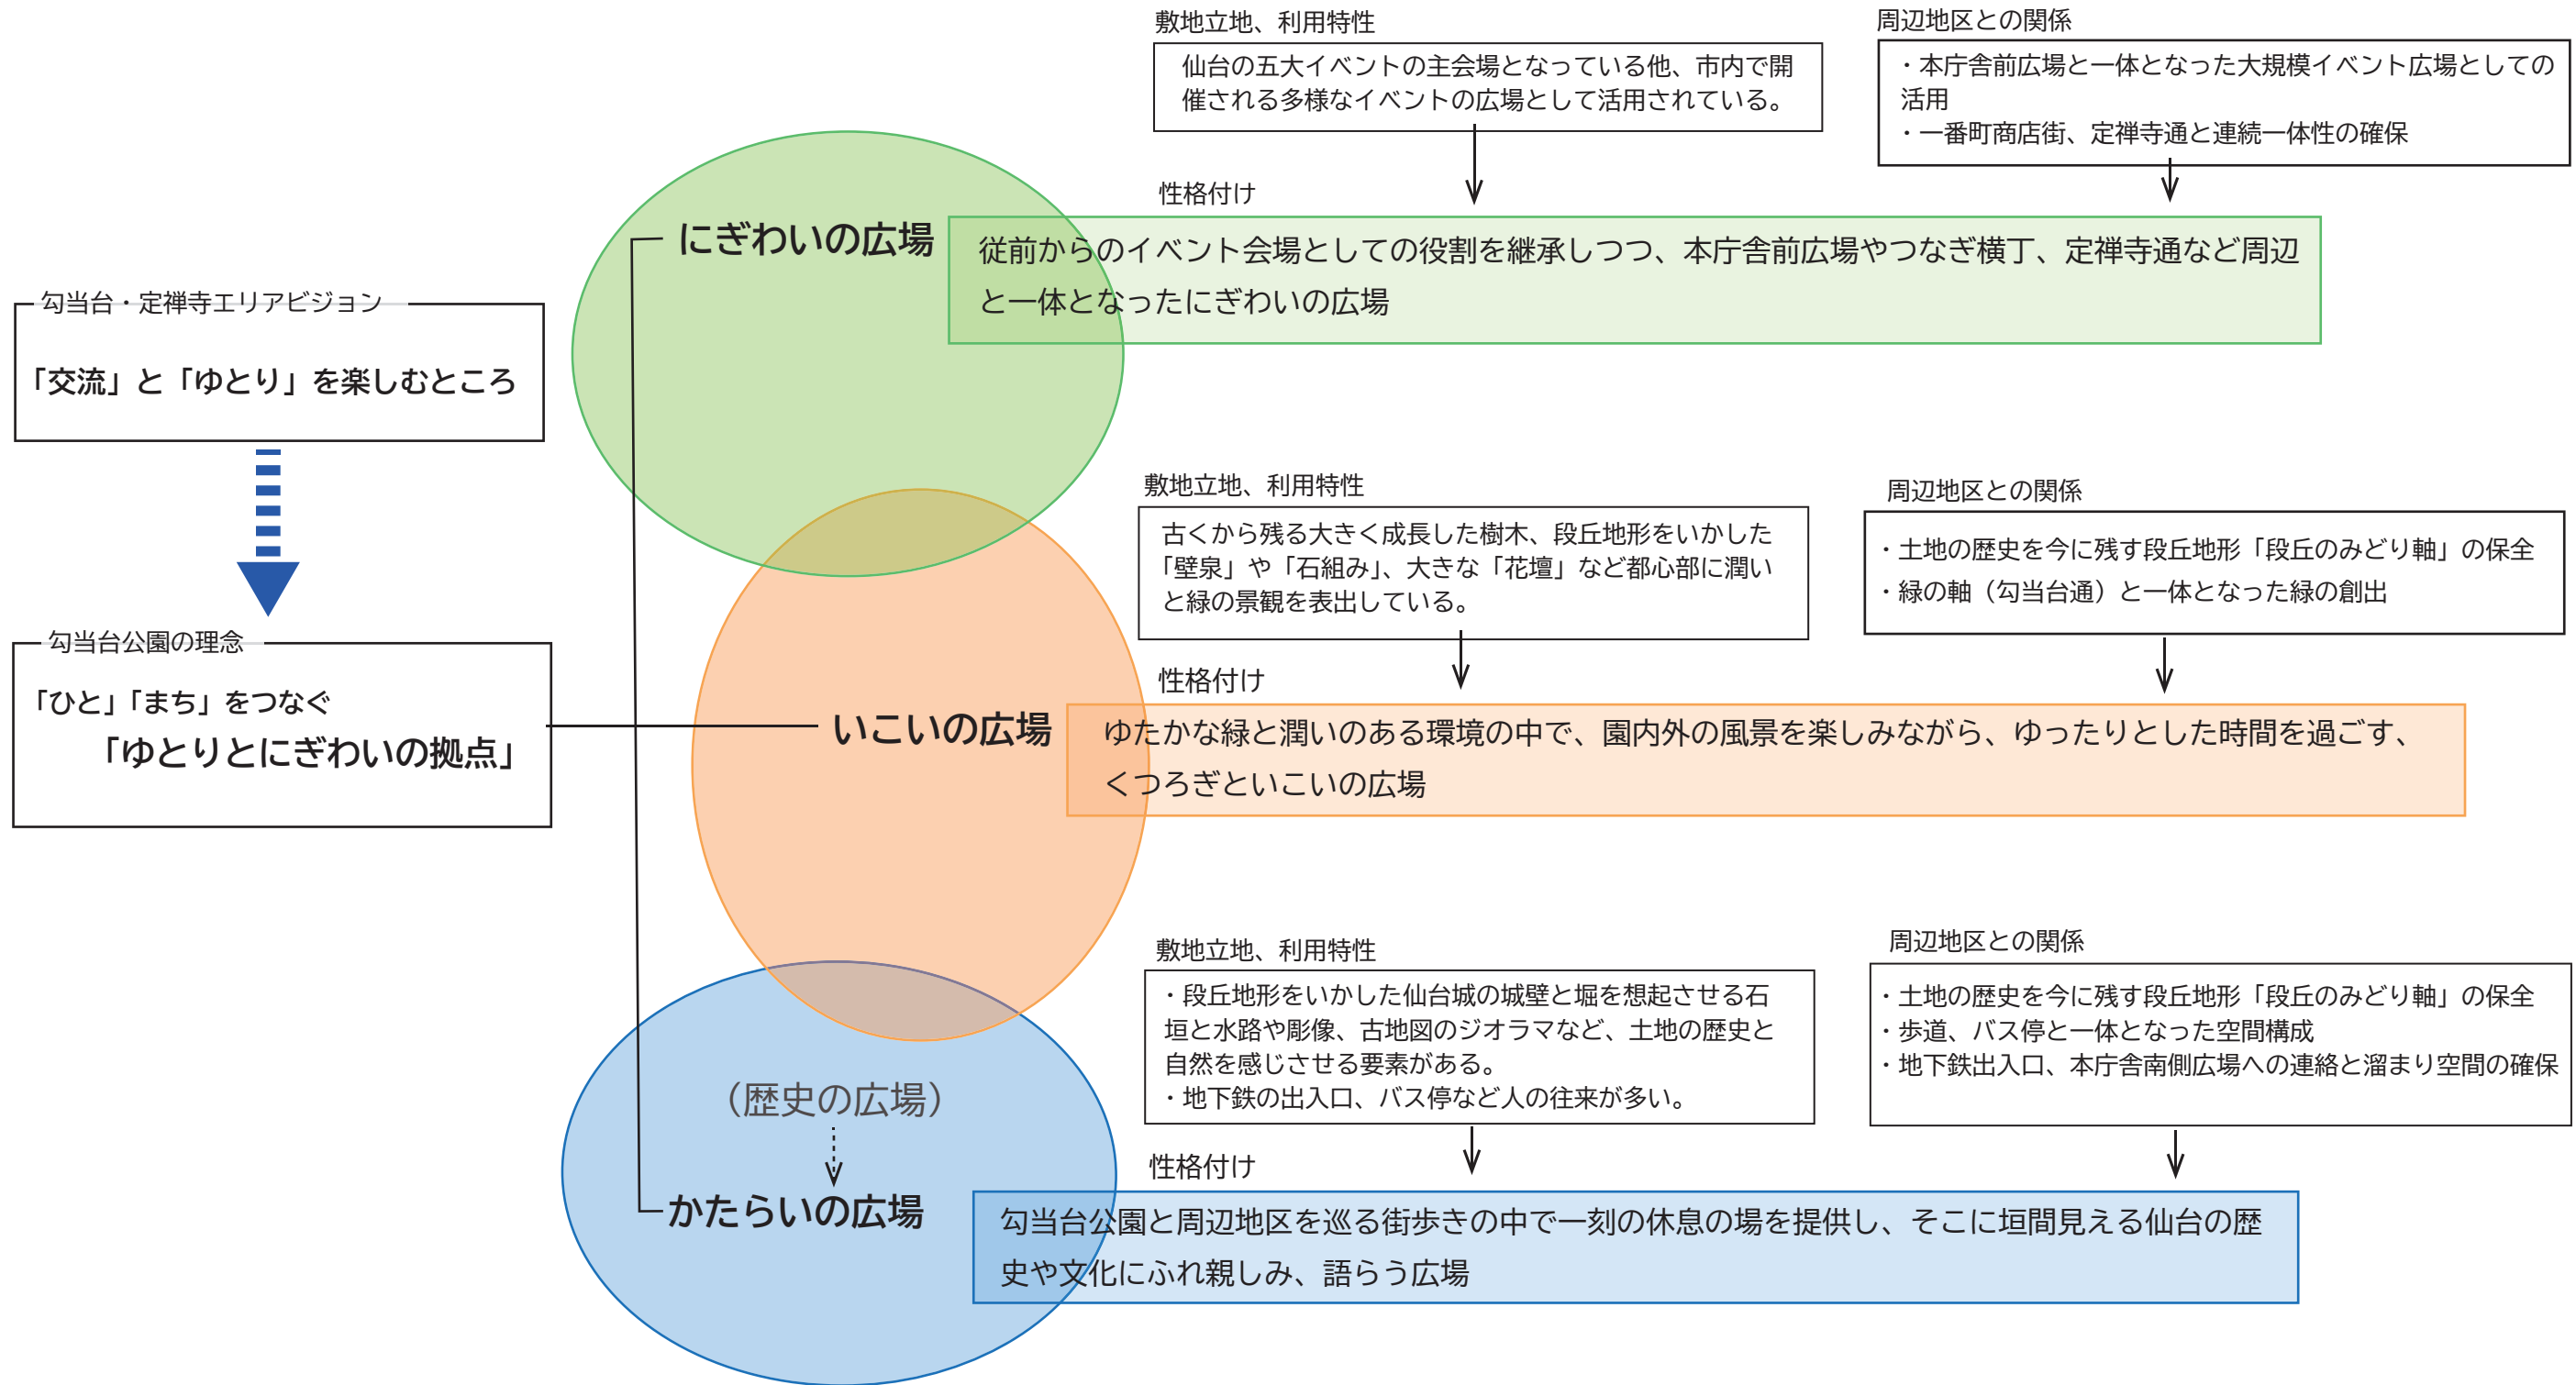 勾当台・定禅寺エリアビジョン
「交流」と「ゆとり」を楽しむところ
勾当台公園の理念
「ひと」「まち」をつなぐ
「ゆとりとにぎわいの拠点」
にぎわいの広場
敷地立地、利用特性
仙台の五大イベントの主会場となっている他、市内で開
催される多様なイベントの広場として活用されている。
周辺地区との関係
・本庁舎前広場と一体となった大規模イベント広場としての
活用
・一番町商店街、定禅寺通と連続一体性の確保
性格付け
従前からのイベント会場としての役割を継承しつつ、本庁舎前広場やつなぎ横丁、定禅寺通など周辺
と一体となったにぎわいの広場
いこいの広場
敷地立地、利用特性
古くから残る大きく成長した樹木、段丘地形をいかした
「壁泉」や「石組み」、大きな「花壇」など都心部に潤い
と緑の景観を表出している。
周辺地区との関係
・土地の歴史を今に残す段丘地形「段丘のみどり軸」の保全
・緑の軸（勾当台通）と一体となった緑の創出
性格付け
ゆたかな緑と潤いのある環境の中で、園内外の風景を楽しみながら、ゆったりとした時間を過ごす、
くつろぎといこいの広場
（歴史の広場）
かたらいの広場
敷地立地、利用特性
・段丘地形をいかした仙台城の城壁と堀を想起させる石
垣と水路や彫像、古地図のジオラマなど、土地の歴史と
自然を感じさせる要素がある。
・地下鉄の出入口、バス停など人の往来が多い。
周辺地区との関係
・土地の歴史を今に残す段丘地形「段丘のみどり軸」の保全
・歩道、バス停と一体となった空間構成
・地下鉄出入口、本庁舎南側広場への連絡と溜まり空間の確保
性格付け
勾当台公園と周辺地区を巡る街歩きの中で一刻の休息の場を提供し、そこに垣間見える仙台の歴
史や文化にふれ親しみ、語らう広場